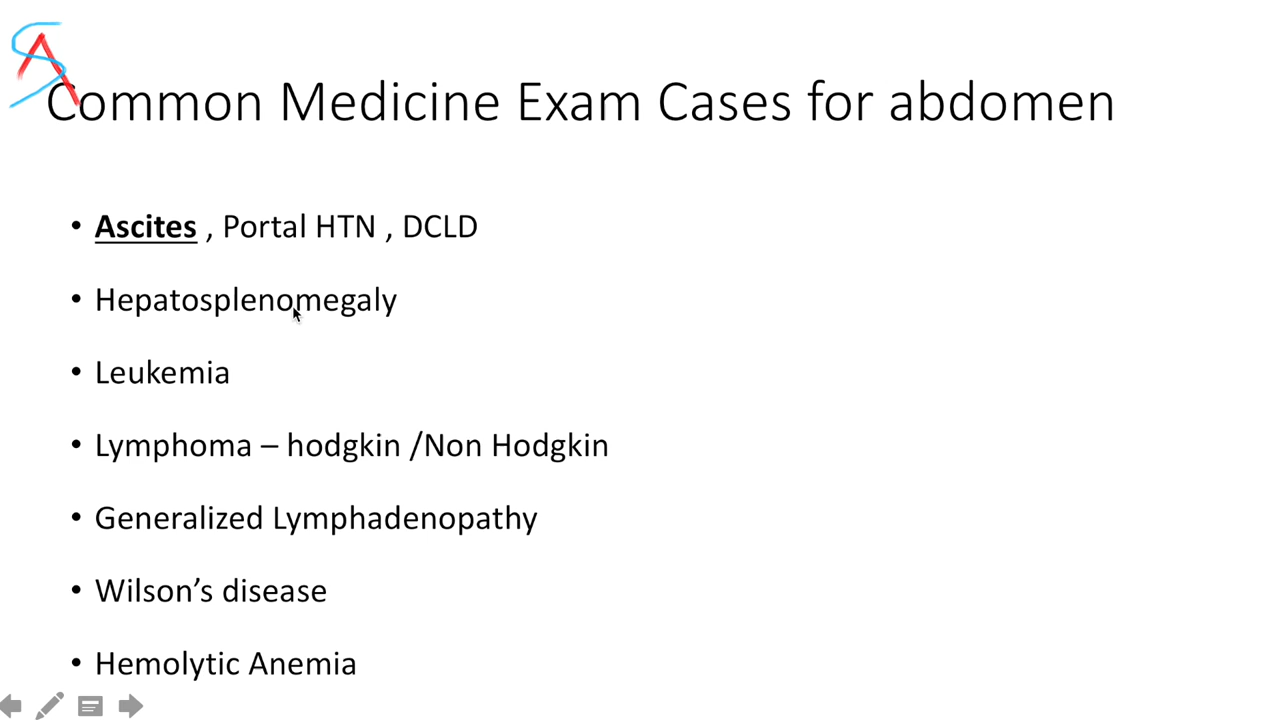 SA
Common Medicine Exam Cases for abdomen
• Ascites , Portal HTN , DCLD
• Hepatosplenomegaly
• Leukemia
• Lymphoma – hodgkin /Non Hodgkin
• Generalized Lymphadenopathy
• Wilson’s disease
• Hemolytic Anemia